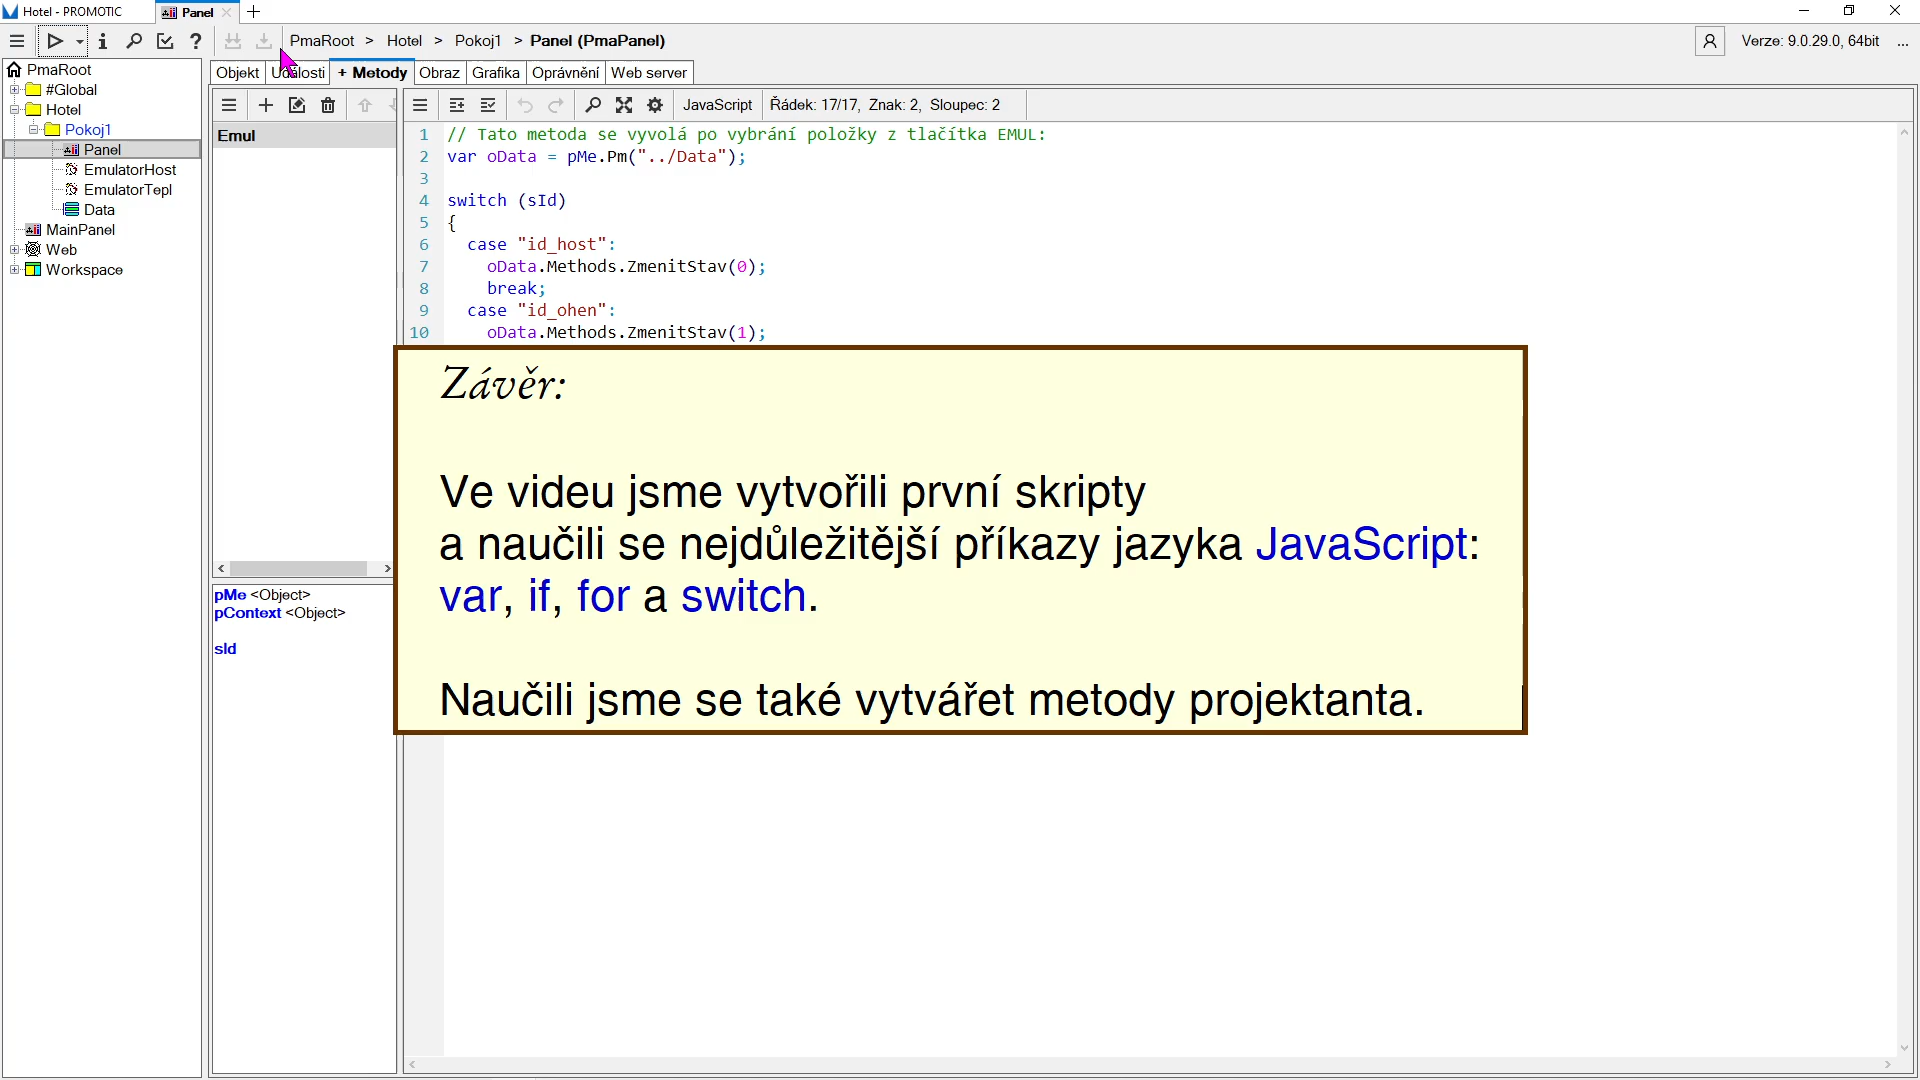 Hotel - PROMOTIC
Panel
PmaRoot > Hotel > Pokoj1 > Panel (PmaPanel)
Verze: 9.0.29.0, 64bit ...
PmaRoot
#Global
Hotel
Pokoj1
Panel
EmulatorHost
EmulatorTepl
Data
MainPanel
Web
Workspace
Objekt
Události
+ Metody
Obraz
Grafika
Oprávnění
Web server
JavaScript
Řádek: 17/17, Znak: 2, Sloupec: 2
Emul
pMe <Object>
pContext <Object>
sId
1 // Tato metoda se vyvolá po vybrání položky z tlačítka EMUL:
2 var oData = pMe.Pm("../Data");
3
4 switch (sId)
5 {
6 case "id_host":
7 oData.Methods.ZmenitStav(0);
8 break;
9 case "id_ohen":
10 oData.Methods.ZmenitStav(1);
Závěr:
Ve videu jsme vytvořili první skripty
a naučili se nejdůležitější příkazy jazyka JavaScript:
var, if, for a switch.
Naučili jsme se také vytvářet metody projektanta.